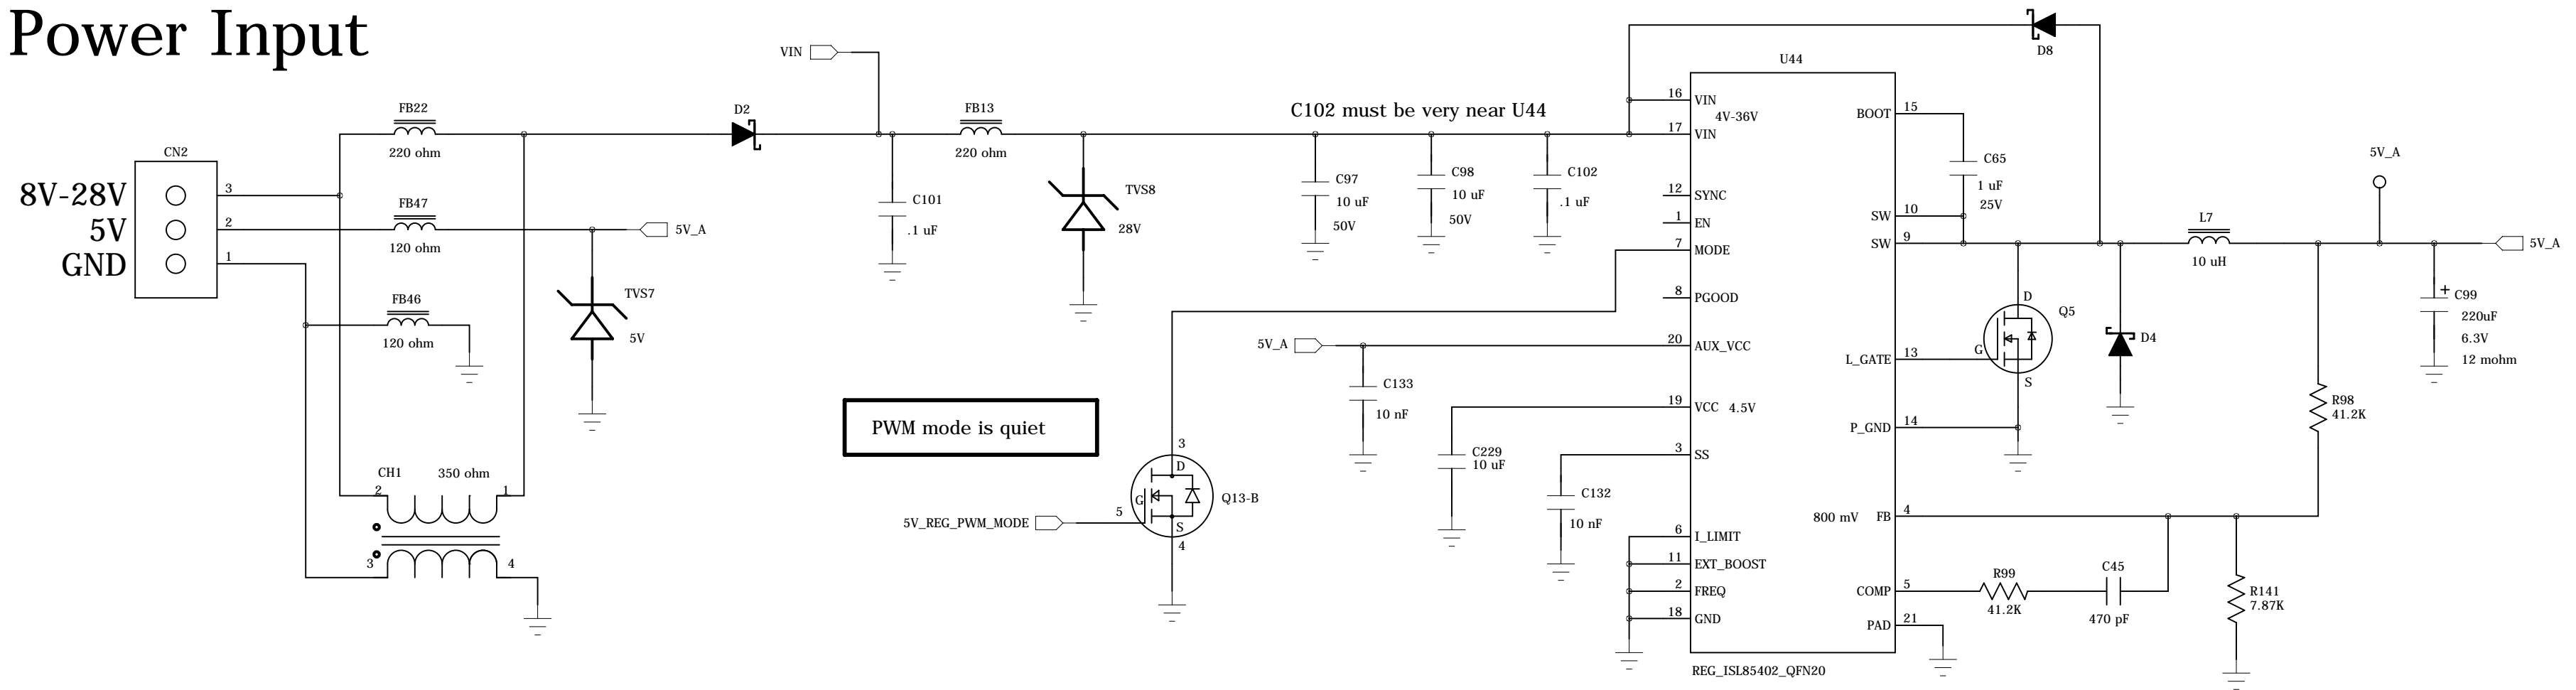 Power Input
VIN
D8
U44
FB22
D2
FB13
C102 must be very near U44
16 VIN
4V-36V
BOOT 15
17 VIN
220 ohm
220 ohm
CN2
5V_A
C65
1 uF
25V
C97
10 uF
50V
C98
10 uF
50V
C102
.1 uF
8V-28V 3
FB47
C101
.1 uF
TVS8
28V
12 SYNC
1 EN
SW 10
SW 9
L7
10 uH
5V 2
5V_A
120 ohm
7 MODE
5V_A
GND 1
FB46
120 ohm
TVS7
5V
8 PGOOD
D
Q5
G
S
C99
+
220uF
6.3V
12 mohm
5V_A
20 AUX_VCC
L_GATE 13
D4
C133
10 nF
19 VCC 4.5V
P_GND 14
R98
41.2K
PWM mode is quiet
3 SS
C229
10 uF
CH1 350 ohm
2 1
3
D
G
S
5
4
Q13-B
5V_REG_PWM_MODE
C132
10 nF
800 mV FB 4
6 I_LIMIT
3 4
11 EXT_BOOST
2 FREQ
COMP 5
R99
41.2K
C45
470 pF
R141
7.87K
18 GND
PAD 21
REG_ISL85402_QFN20